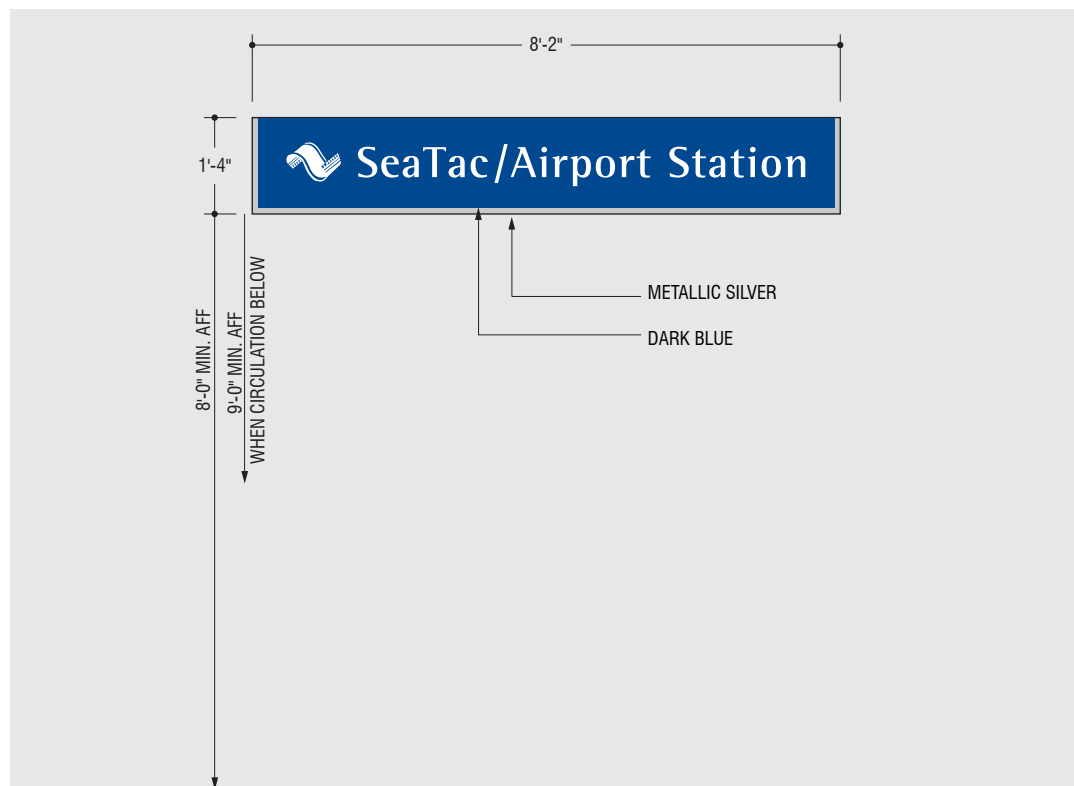 8'-2"
1'-4"
SeaTac/Airport Station
METALLIC SILVER
DARK BLUE
8'-0" MIN. AFF
9'-0" MIN. AFF
WHEN CIRCULATION BELOW